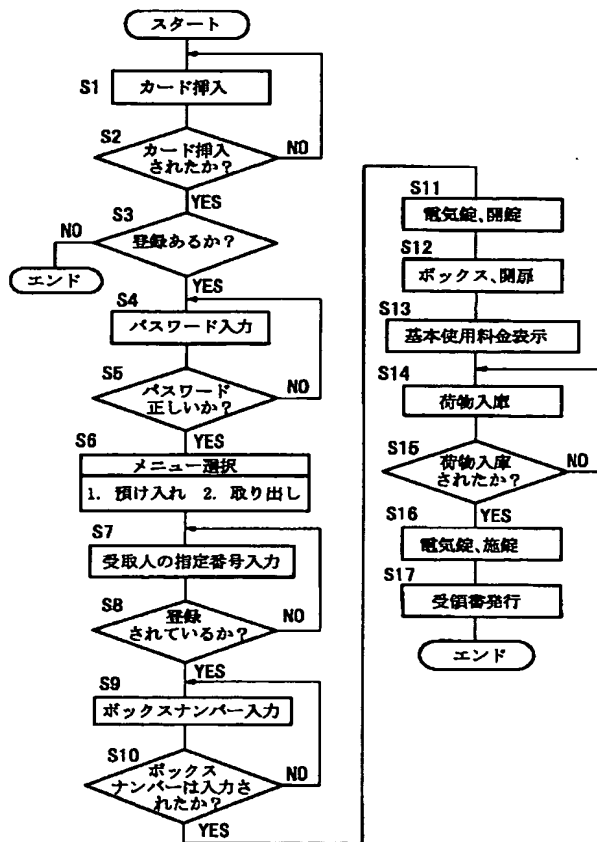 スタート
S1
カード挿入
S2
カード挿入
されたか？
NO
YES
S3
NO
登録あるか？
エンド
YES
S4
パスワード入力
S5
パスワード
正しいか？
NO
YES
S6
メニュー選択
1. 預け入れ 2. 取り出し
S7
受取人の指定番号入力
S8
登録
されているか？
NO
YES
S9
ボックスナンバー入力
S10
ボックス
ナンバーは入力さ
れたか？
NO
YES
S11
電気錠、開錠
S12
ボックス、開扉
S13
基本使用料金表示
S14
荷物入庫
S15
荷物入庫
されたか？
NO
YES
S16
電気錠、施錠
S17
受領書発行
エンド